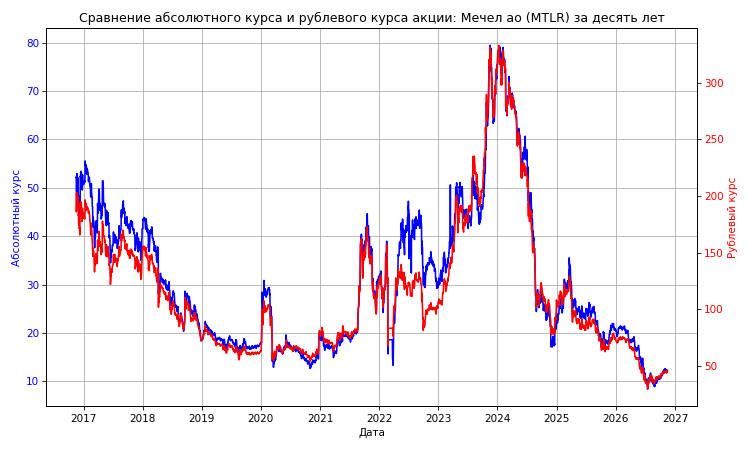 Сравнение абсолютного курса и рублевого курса акции: Мечел ао (MTLR) за десять лет
80
70
60
50
40
30
20
10
Абсолютный курс
300
250
200
150
100
50
Рублевый курс
2017 2018 2019 2020 2021 2022 2023 2024 2025 2026 2027
Дата